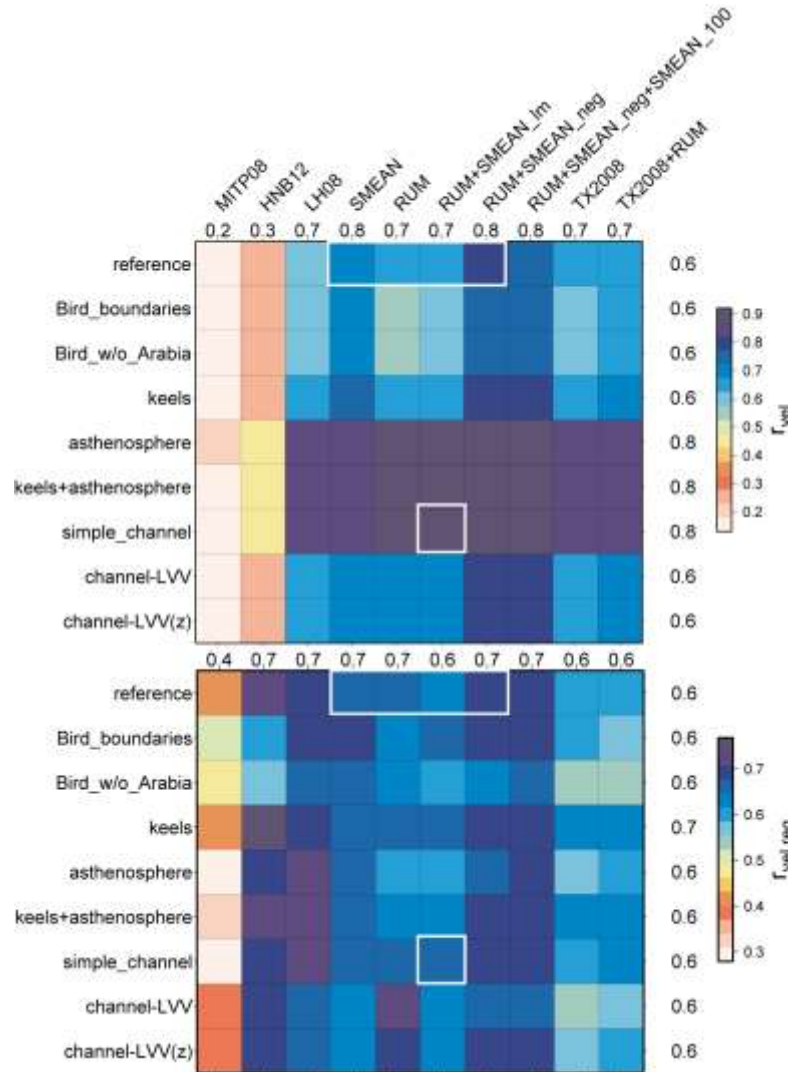 MITP08
HNB12
LH08
SMEAN
RUM
RUM+SMEAN_lm
RUM+SMEAN_neg
RUM+SMEAN_neg+SMEAN_100
TX2008
TX2008+RUM
0.2 0.3 0.7 0.8 0.7 0.7 0.8 0.8 0.7 0.7
reference 0.6
Bird_boundaries 0.6
Bird_w/o_Arabia 0.6
keels 0.6
asthenosphere 0.8
keels+asthenosphere 0.8
simple_channel 0.8
channel-LVV 0.6
channel-LVV(z) 0.6
0.9
0.8
0.7
0.6
0.5
0.4
0.3
0.2
r vel
0.4 0.7 0.7 0.7 0.7 0.6 0.7 0.7 0.6 0.6
reference 0.6
Bird_boundaries 0.6
Bird_w/o_Arabia 0.6
keels 0.7
asthenosphere 0.6
keels+asthenosphere 0.6
simple_channel 0.6
channel-LVV 0.6
channel-LVV(z) 0.6
0.7
0.6
0.5
0.4
0.3
r vel,reg